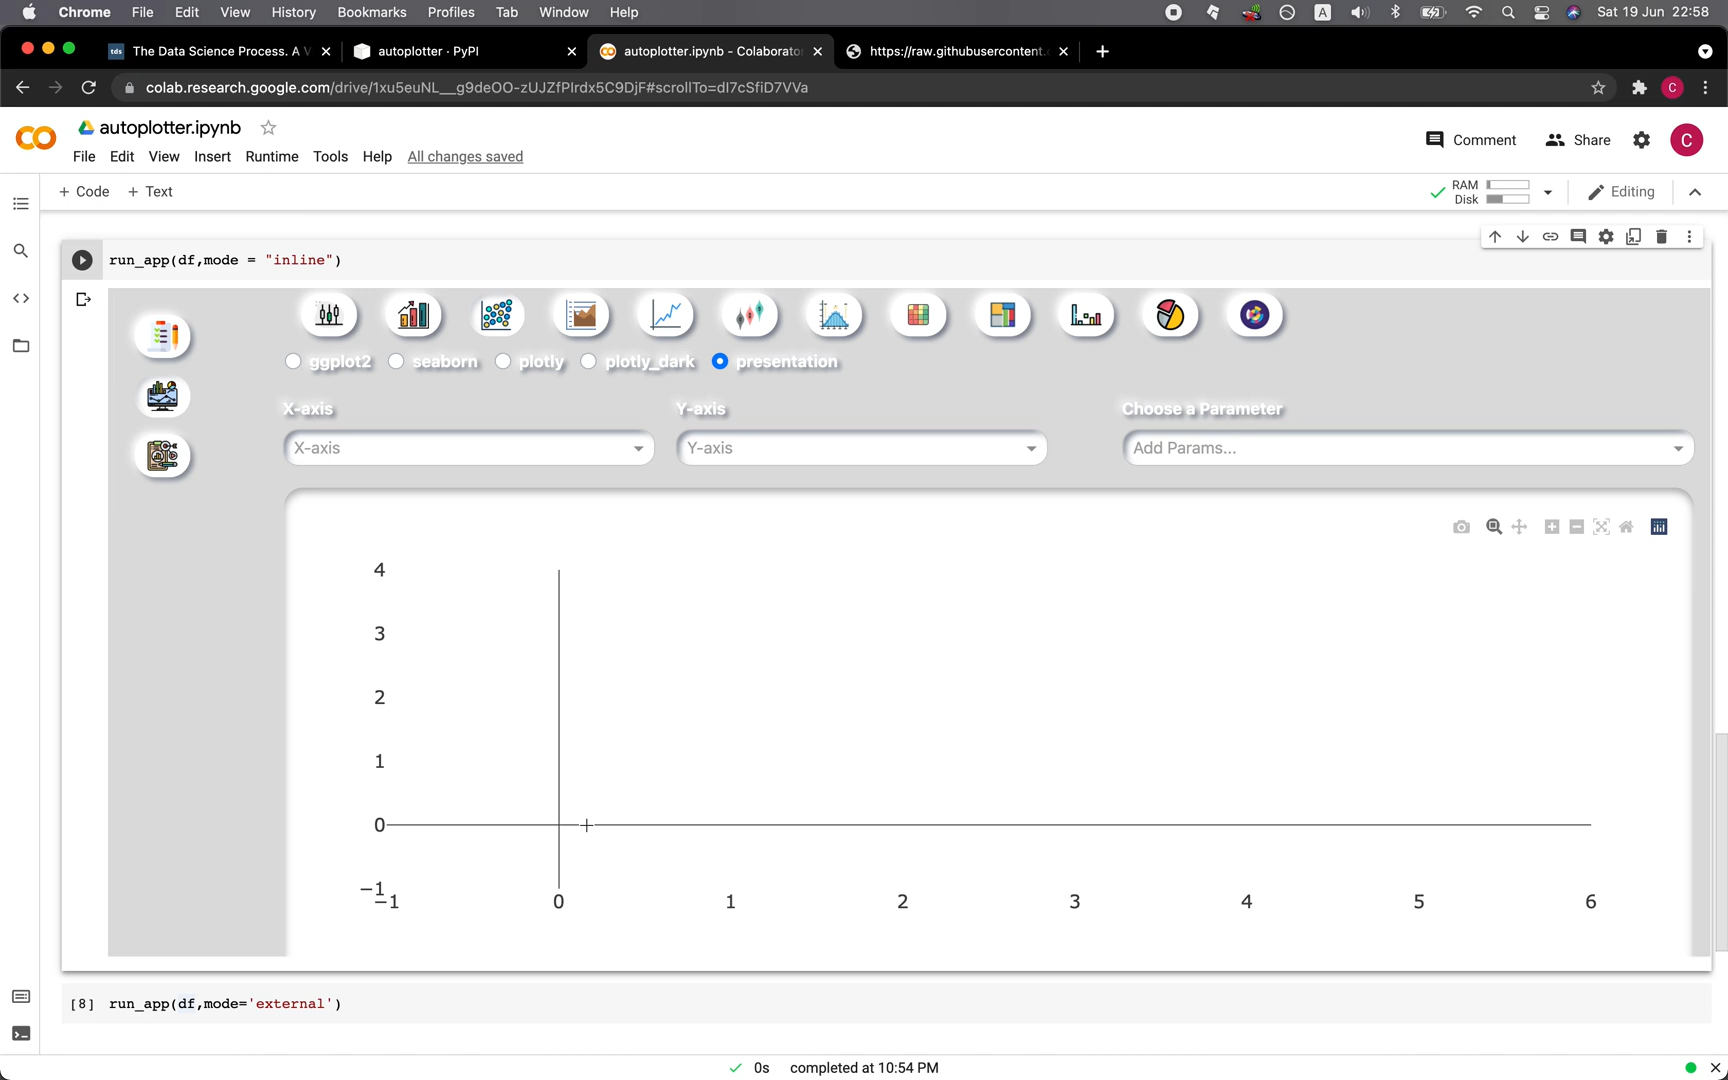 Chrome File Edit View History Bookmarks Profiles Tab Window Help A Sat 19 Jun 22:58
tds The Data Science Process. A V autoplotter · PyPI autoplotter.ipynb - Colaborato https://raw.githubusercontent.
colab.research.google.com/drive/1xu5euNL__g9deOO-zUJZfPIrdx5C9DjF#scrollTo=dI7cSfiD7VVa C
autoplotter.ipynb
File Edit View Insert Runtime Tools Help All changes saved Comment Share C
+ Code + Text RAM Disk Editing
run_app(df,mode = "inline")
ggplot2 seaborn plotly plotly_dark presentation
X-axis Y-axis Choose a Parameter
X-axis Y-axis Add Params...
4
3
2
1
0
−1
−1 0 1 2 3 4 5 6
[8] run_app(df,mode='external')
0s completed at 10:54 PM